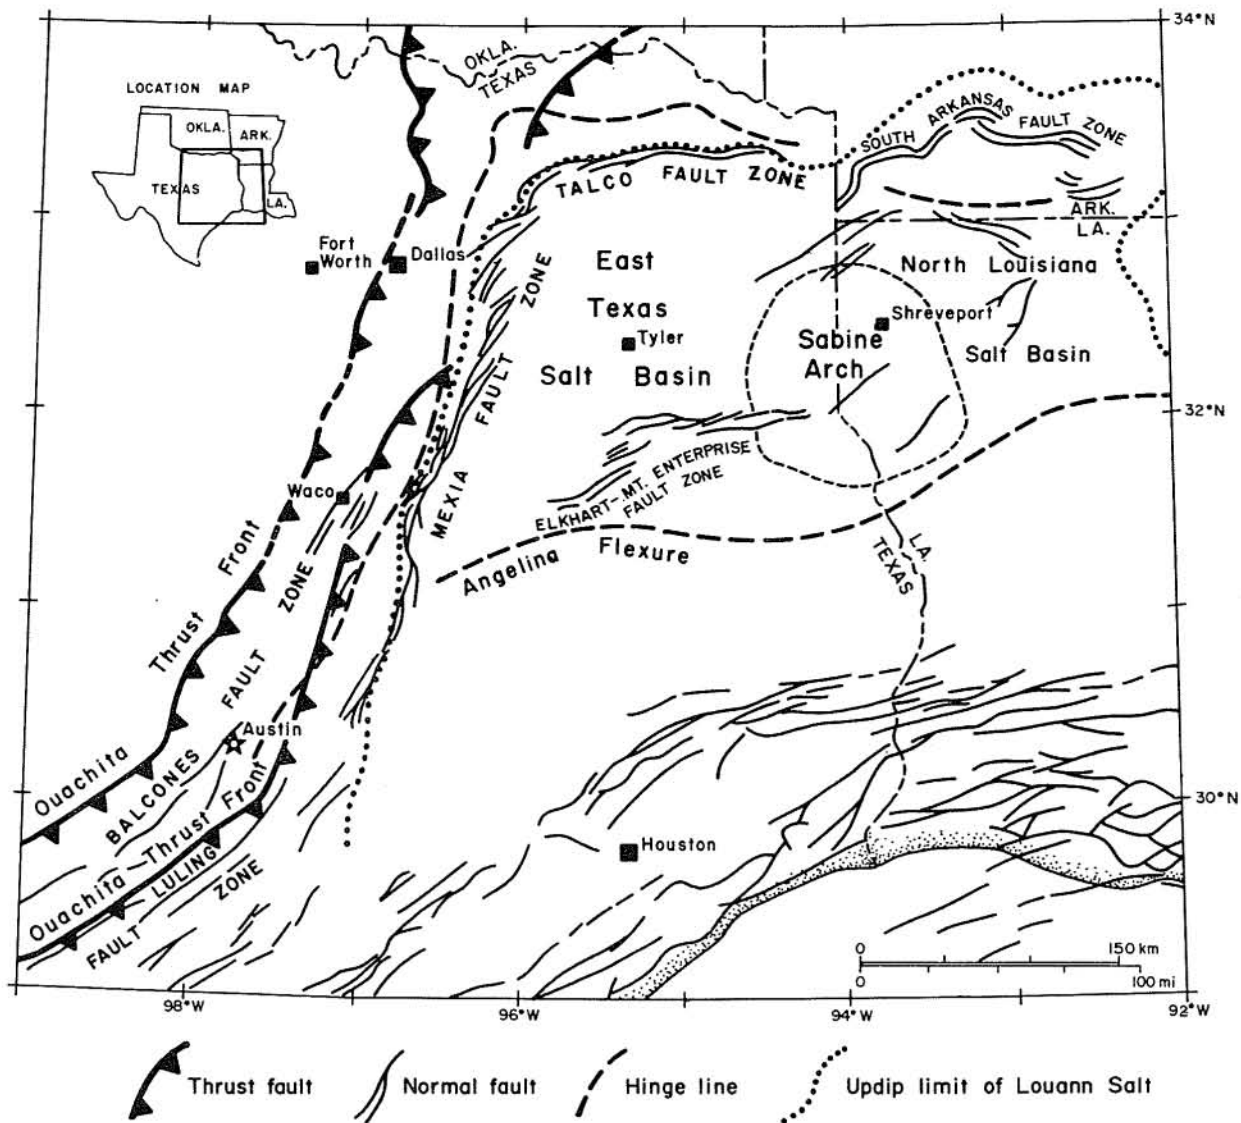 34°N
OKLA.
TEXAS
LOCATION MAP
OKLA.
ARK.
TEXAS
LA.
SOUTH ARKANSAS FAULT ZONE
TALCO FAULT ZONE
ARK.
LA.
Fort
Worth
Dallas
East
Texas
Salt Basin
Tyler
North Louisiana
Salt Basin
Shreveport
Sabine
Arch
MEXIA FAULT ZONE
32°N
ELKHART-MT. ENTERPRISE
FAULT ZONE
Waco
Angelina Flexure
LA.
TEXAS
Ouachita Thrust Front
BALCONES FAULT ZONE
Austin
Ouachita Thrust Front
LULING
FAULT ZONE
30°N
Houston
0 150 km
0 100 mi
98°W
96°W
94°W
92°W
Thrust fault
Normal fault
Hinge line
Updip limit of Louann Salt